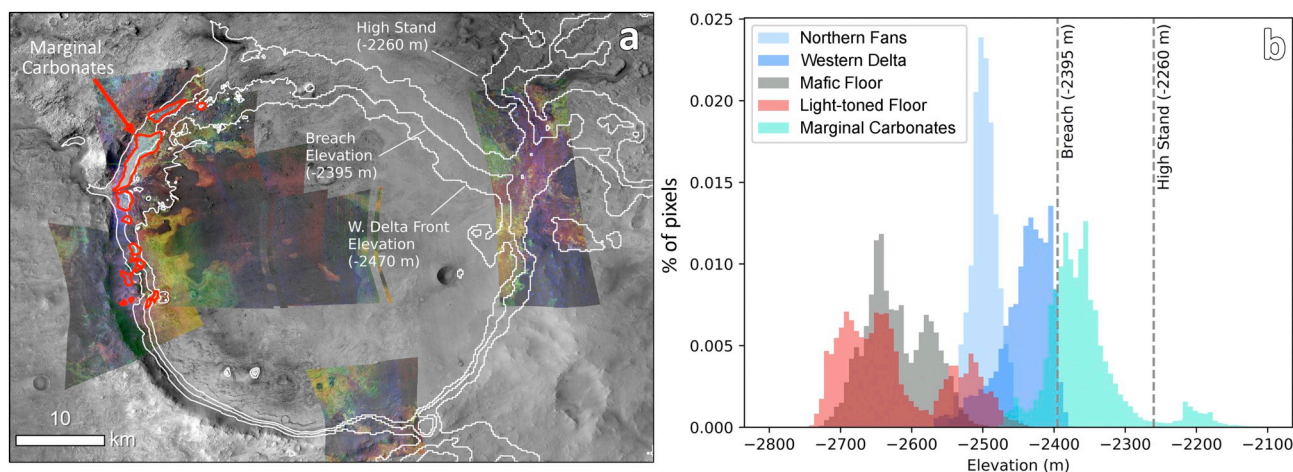 a
Marginal
Carbonates
High Stand
(-2260 m)
Breach
Elevation
(-2395 m)
W. Delta Front
Elevation
(-2470 m)
10
km
b
0.025
0.020
0.015
0.010
0.005
0.000
% of pixels
Northern Fans
Western Delta
Mafic Floor
Light-toned Floor
Marginal Carbonates
Breach (-2395 m)
High Stand (-2260 m)
−2800
−2700
−2600
−2500
−2400
−2300
−2200
−2100
Elevation (m)